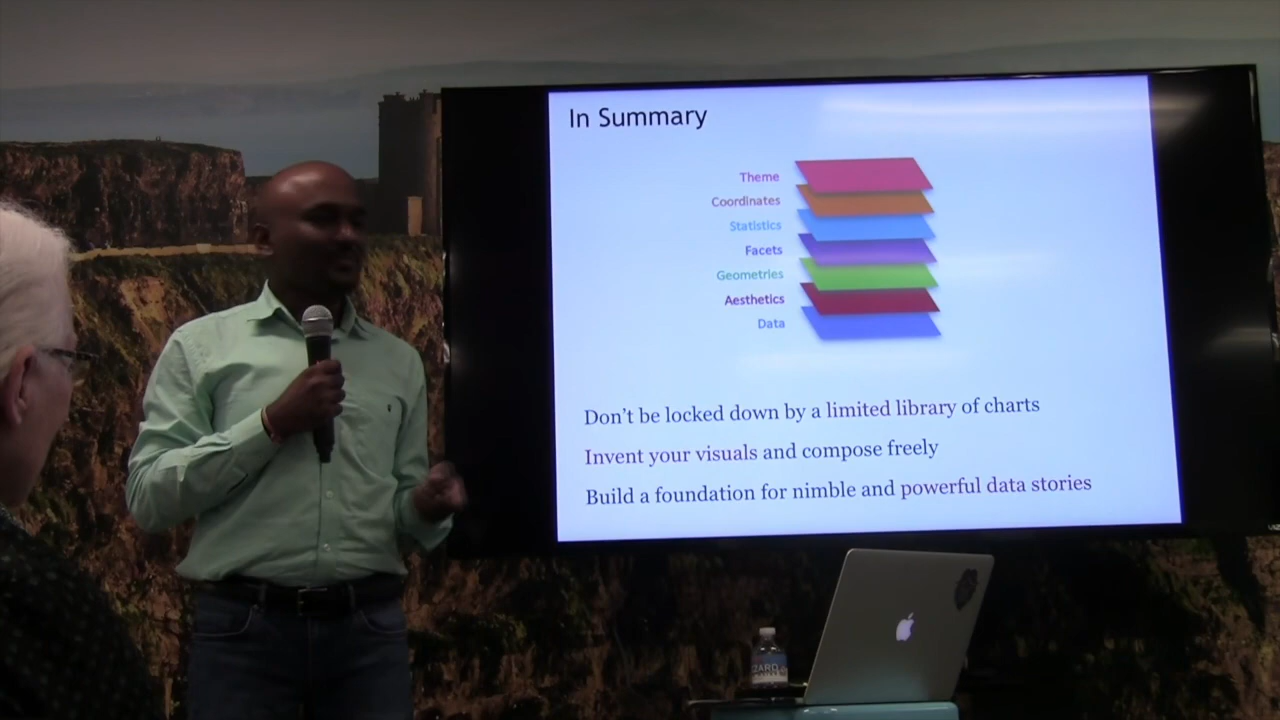 In Summary
Theme
Coordinates
Statistics
Facets
Geometries
Aesthetics
Data
Don't be locked down by a limited library of charts
Invent your visuals and compose freely
Build a foundation for nimble and powerful data stories